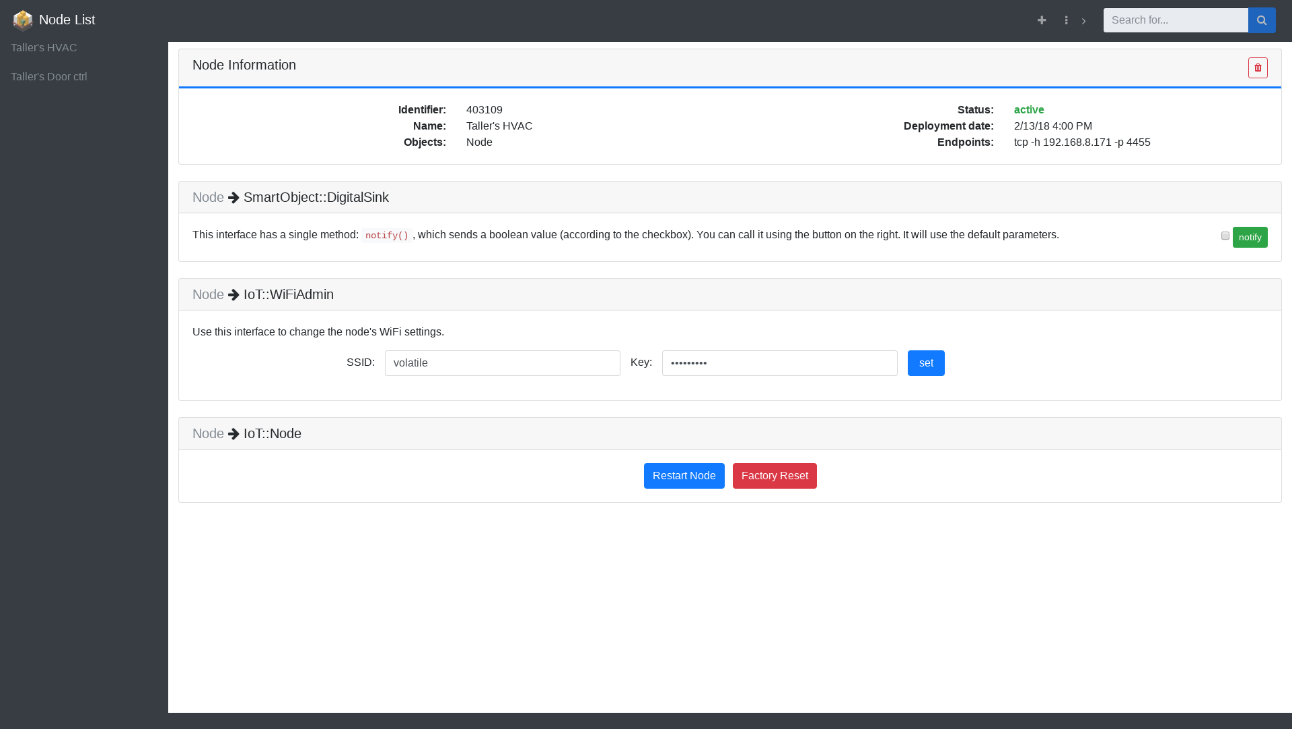 Node List
Search for...
Taller's HVAC
Taller's Door ctrl
Node Information
Identifier: 403109
Name: Taller's HVAC
Objects: Node
Status: active
Deployment date: 2/13/18 4:00 PM
Endpoints: tcp -h 192.168.8.171 -p 4455
Node SmartObject::DigitalSink
This interface has a single method: notify() , which sends a boolean value (according to the checkbox). You can call it using the button on the right. It will use the default parameters.
notify
Node IoT::WiFiAdmin
Use this interface to change the node's WiFi settings.
SSID: volatile Key: ••••••••• set
Node IoT::Node
Restart Node Factory Reset